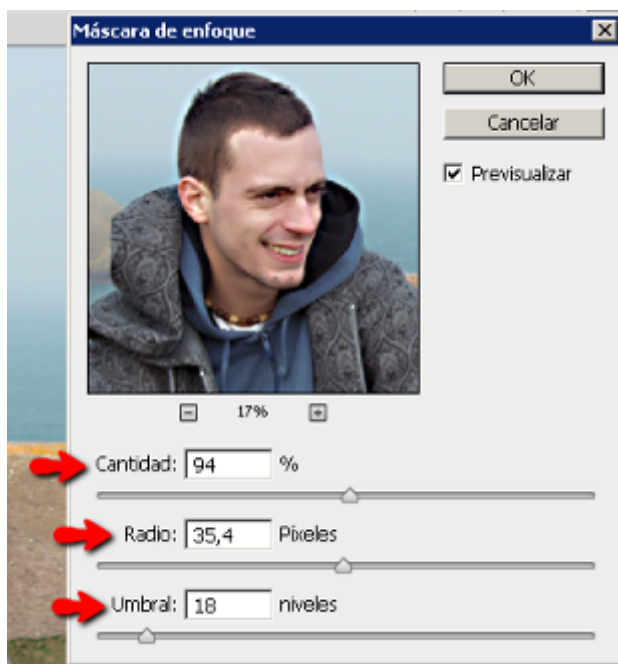 Máscara de enfoque
OK
Cancelar
Previsualizar
17%
Cantidad: 94 %
Radio: 35,4 Píxeles
Umbral: 18 niveles